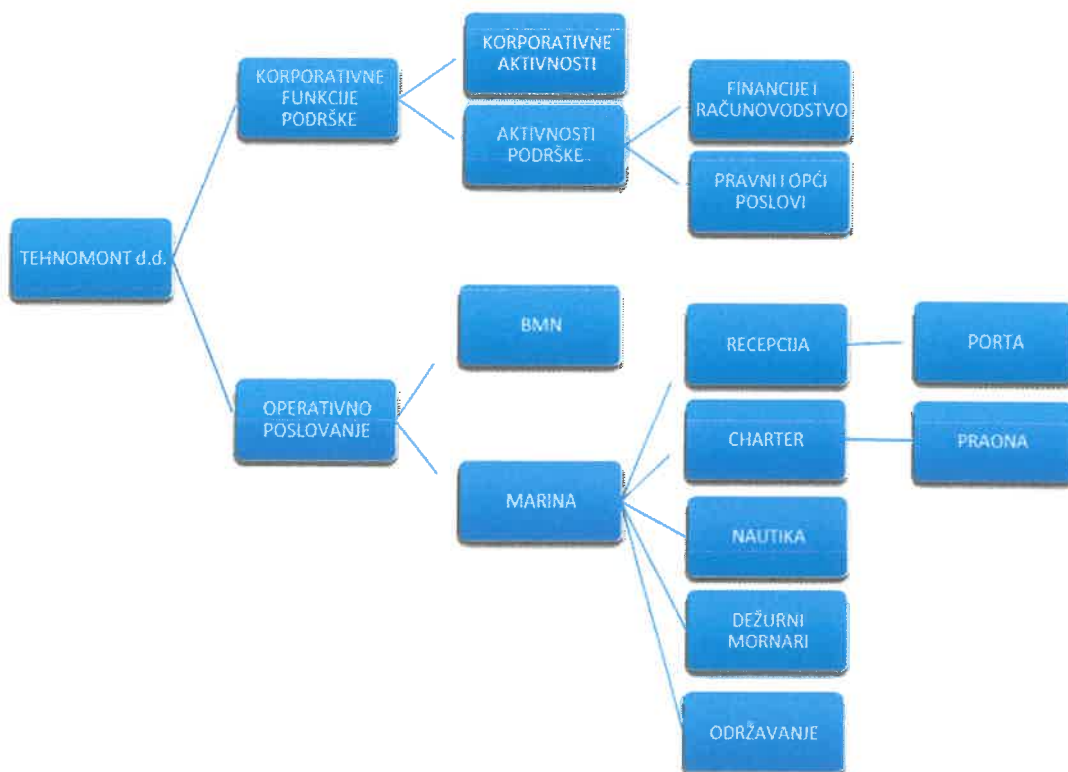 KORPORATIVNE
AKTIVNOSTI
KORPORATIVNE
FUNKCIJE
PODRŠKE
FINANCIJE I
RAČUNOVODSTVO
AKTIVNOSTI
PODRŠKE..
PRAVNI I OPĆI
POSLOVI
TEHNOMONT d.d.
BMN
RECEPCIJA
PORTA
OPERATIVNO
POSLOVANJE
CHARTER
PRAONA
MARINA
NAUTIKA
DEŽURNI
MORNARI
ODRŽAVANJE